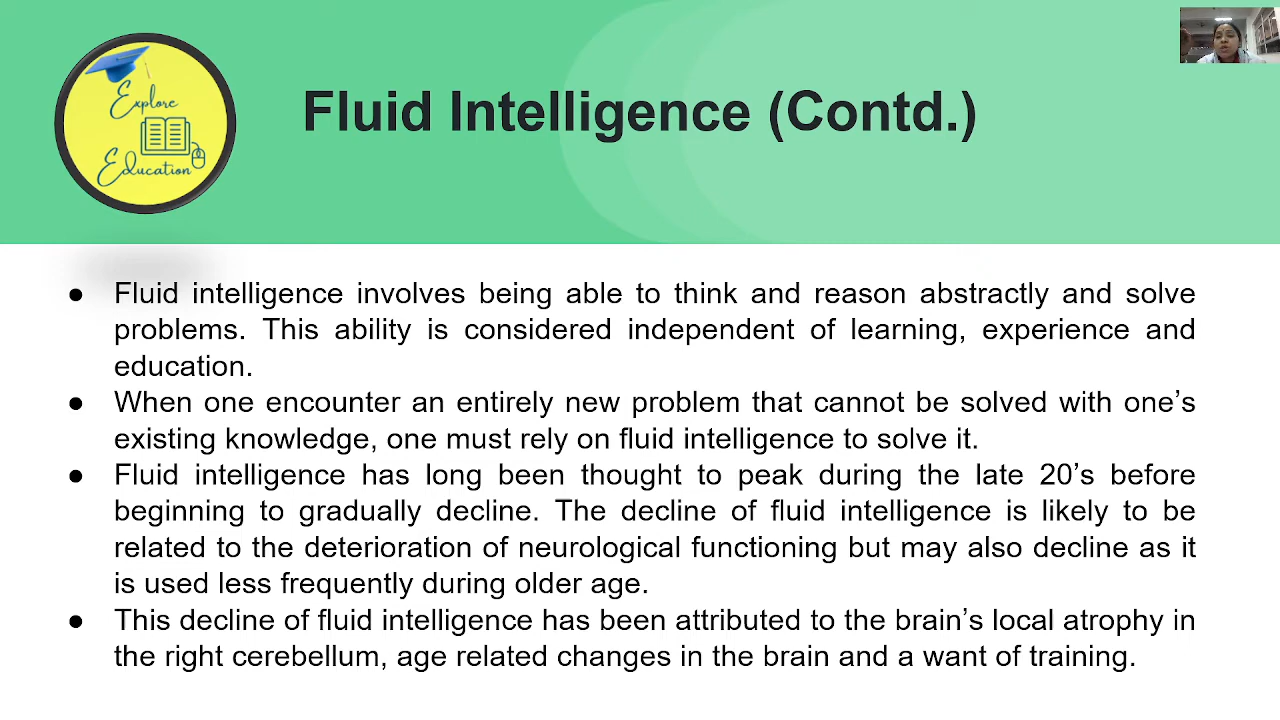 Explore
Education
Fluid Intelligence (Contd.)
● Fluid intelligence involves being able to think and reason abstractly and solve
problems. This ability is considered independent of learning, experience and
education.
● When one encounter an entirely new problem that cannot be solved with one’s
existing knowledge, one must rely on fluid intelligence to solve it.
● Fluid intelligence has long been thought to peak during the late 20’s before
beginning to gradually decline. The decline of fluid intelligence is likely to be
related to the deterioration of neurological functioning but may also decline as it
is used less frequently during older age.
● This decline of fluid intelligence has been attributed to the brain’s local atrophy in
the right cerebellum, age related changes in the brain and a want of training.